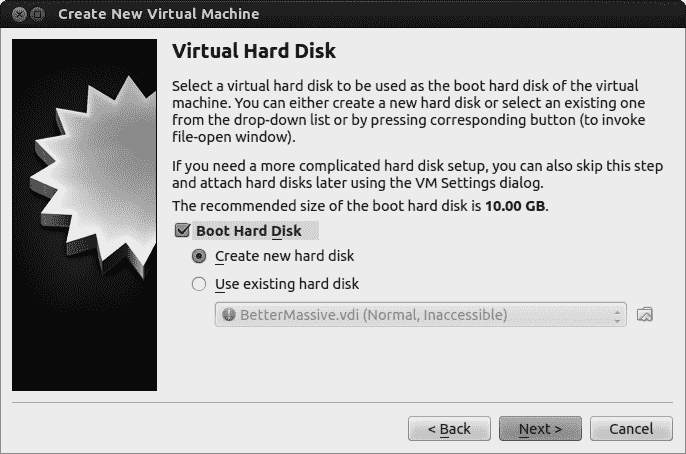 Create New Virtual Machine
Virtual Hard Disk
Select a virtual hard disk to be used as the boot hard disk of the virtual
machine. You can either create a new hard disk or select an existing one
from the drop-down list or by pressing corresponding button (to invoke
file-open window).
If you need a more complicated hard disk setup, you can also skip this step
and attach hard disks later using the VM Settings dialog.
The recommended size of the boot hard disk is 10.00 GB.
Boot Hard Disk
Create new hard disk
Use existing hard disk
BetterMassive.vdi (Normal, Inaccessible)
< Back Next > Cancel